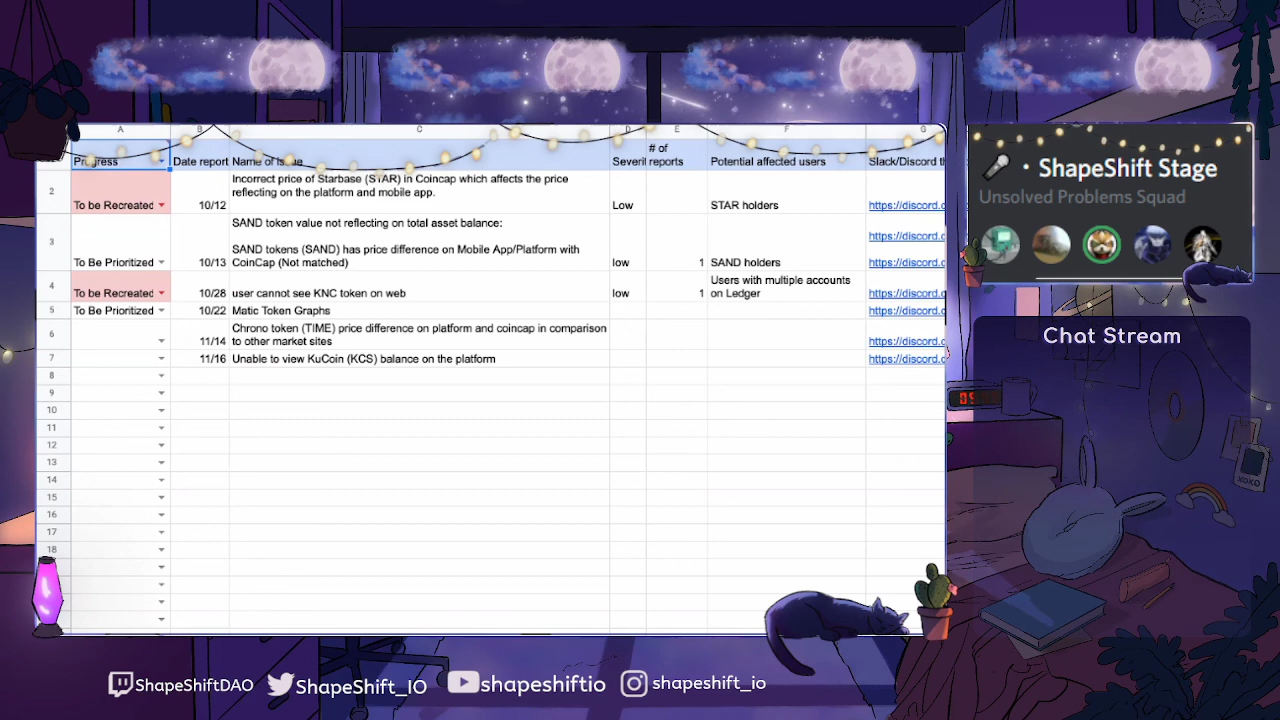 A B C D E F G
Progress Date report Name of issue Severil # of reports Potential affected users Slack/Discord th
2 To be Recreated 10/12 Incorrect price of Starbase (STAR) in Coincap which affects the price
reflecting on the platform and mobile app. Low STAR holders https://discord.c
3 To Be Prioritized 10/13 SAND token value not reflecting on total asset balance:
SAND tokens (SAND) has price difference on Mobile App/Platform with
CoinCap (Not matched) low 1 SAND holders https://discord.c
https://discord.c
4 To be Recreated 10/28 user cannot see KNC token on web low 1 Users with multiple accounts
on Ledger https://discord.c
5 To Be Prioritized 10/22 Matic Token Graphs https://discord.c
6 11/14 Chrono token (TIME) price difference on platform and coincap in comparison
to other market sites https://discord.c
7 11/16 Unable to view KuCoin (KCS) balance on the platform https://discord.c
8
9
10
11
12
13
14
15
16
17
18
ShapeShift Stage
Unsolved Problems Squad
Chat Stream
XOXO
ShapeShiftDAO ShapeShift_IO shapeshiftio shapeshift_io